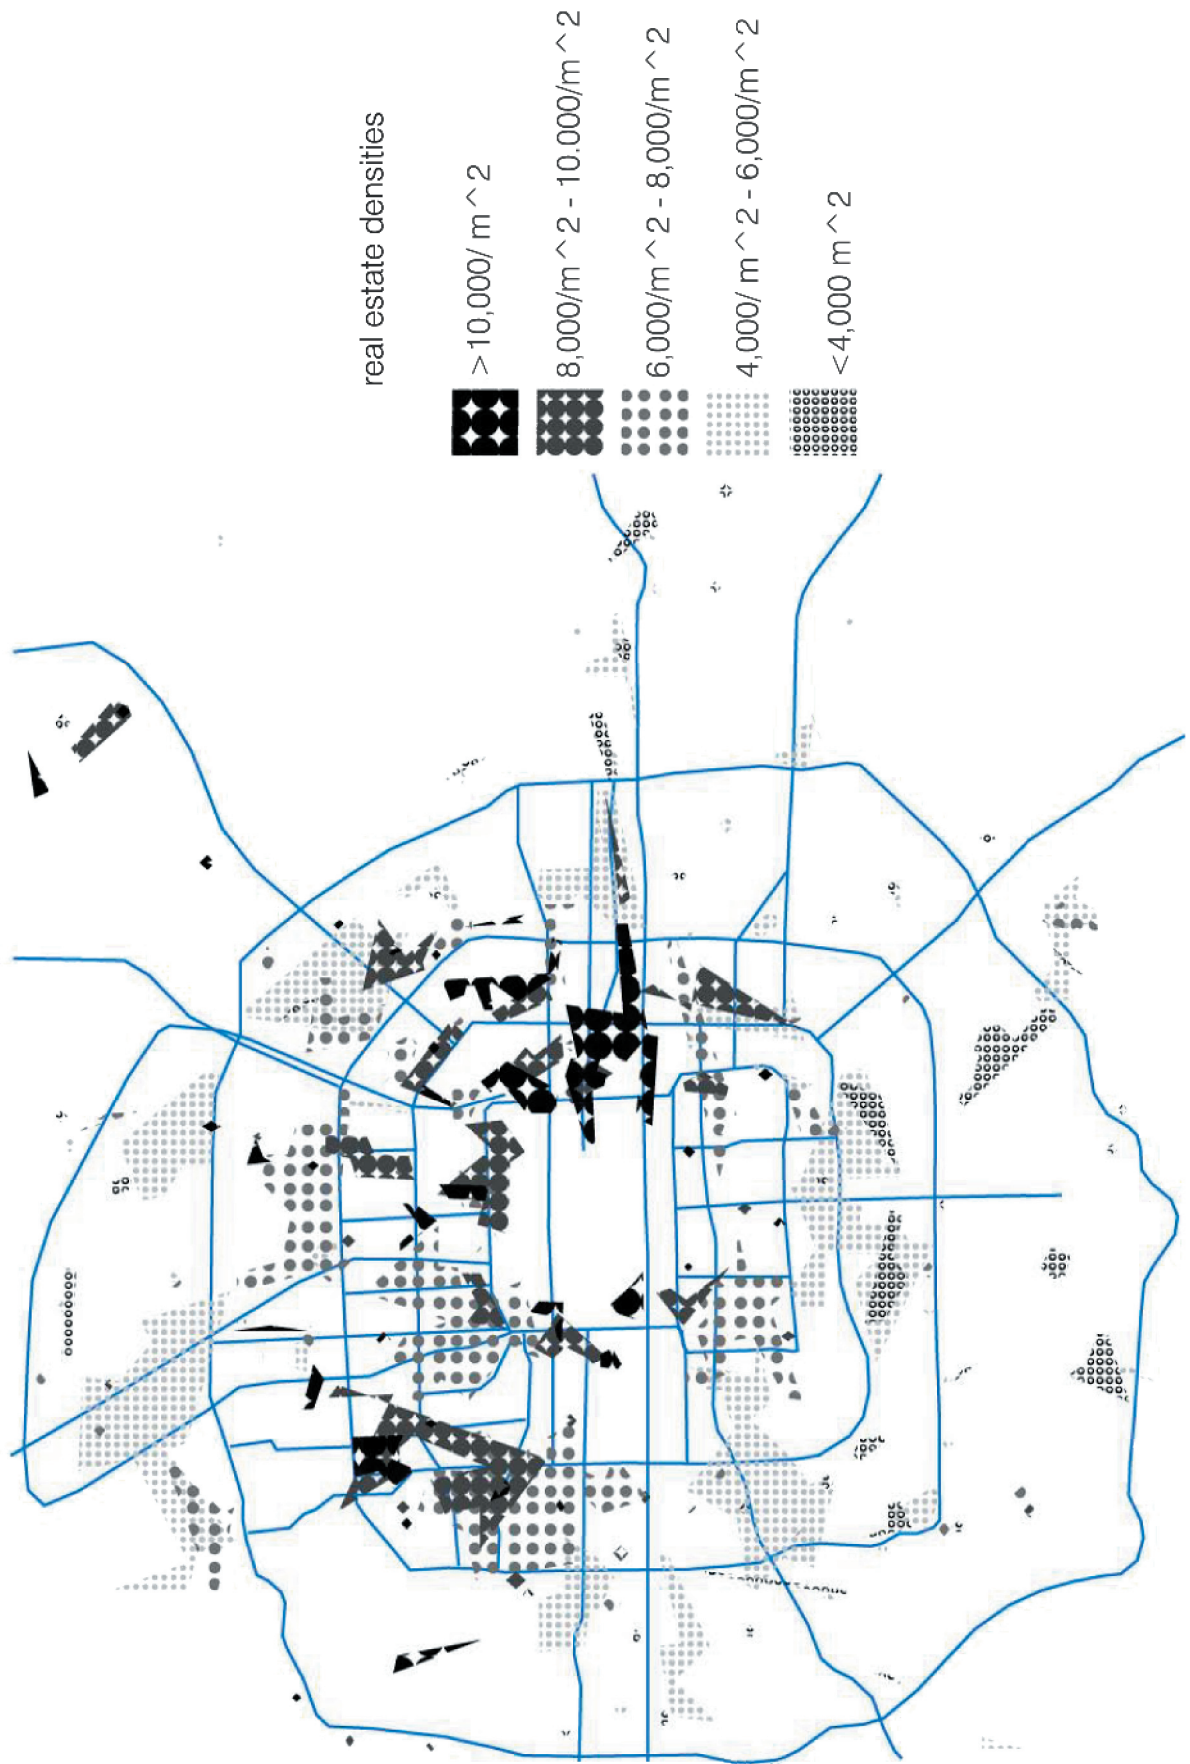 real estate densities
>10,000/ m^2
8,000/m^2 - 10.000/m^2
6,000/m^2 - 8,000/m^2
4,000/ m^2 - 6,000/m^2
<4,000 m^2